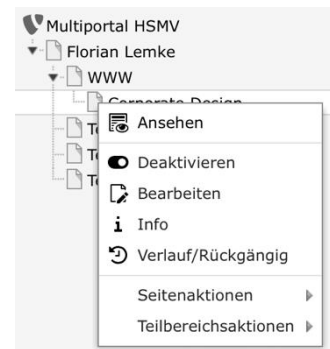 Multiportal HSMV
Florian Lemke
WWW
Corporate Design
Ansehen
Deaktivieren
Bearbeiten
Info
Verlauf/Rückgängig
Seitenaktionen
Teilbereichsaktionen